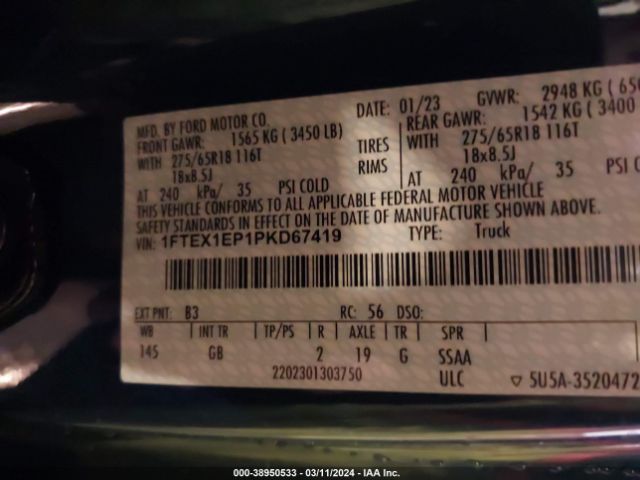 MFD. BY FORD MOTOR CO.
DATE: 01/23 GVWR: 2948 KG (
FRONT GAWR: 1565 KG ( 3450 LB)
REAR GAWR: 1542 KG ( 3400
WITH 275/65R18 116T TIRES WITH 275/65R18 116T
18x8.5J RIMS 18x8.5J
AT 240 kPa/ 35 PSI COLD AT 240 kPa/ 35 PSI
THIS VEHICLE CONFORMS TO ALL APPLICABLE FEDERAL MOTOR VEHICLE
SAFETY STANDARDS IN EFFECT ON THE DATE OF MANUFACTURE SHOWN ABOVE.
VIN: 1FTEX1EP1PKD67419 TYPE: Truck
EXT PNT: B3 RC: 56 DSO:
WB INT TR TP/PS R AXLE TR SPR
145 GB 2 19 G SSAA
2202301303750 ULC ▽ 5U5A-3520472
000-38950533 - 03/11/2024 - IAA Inc.